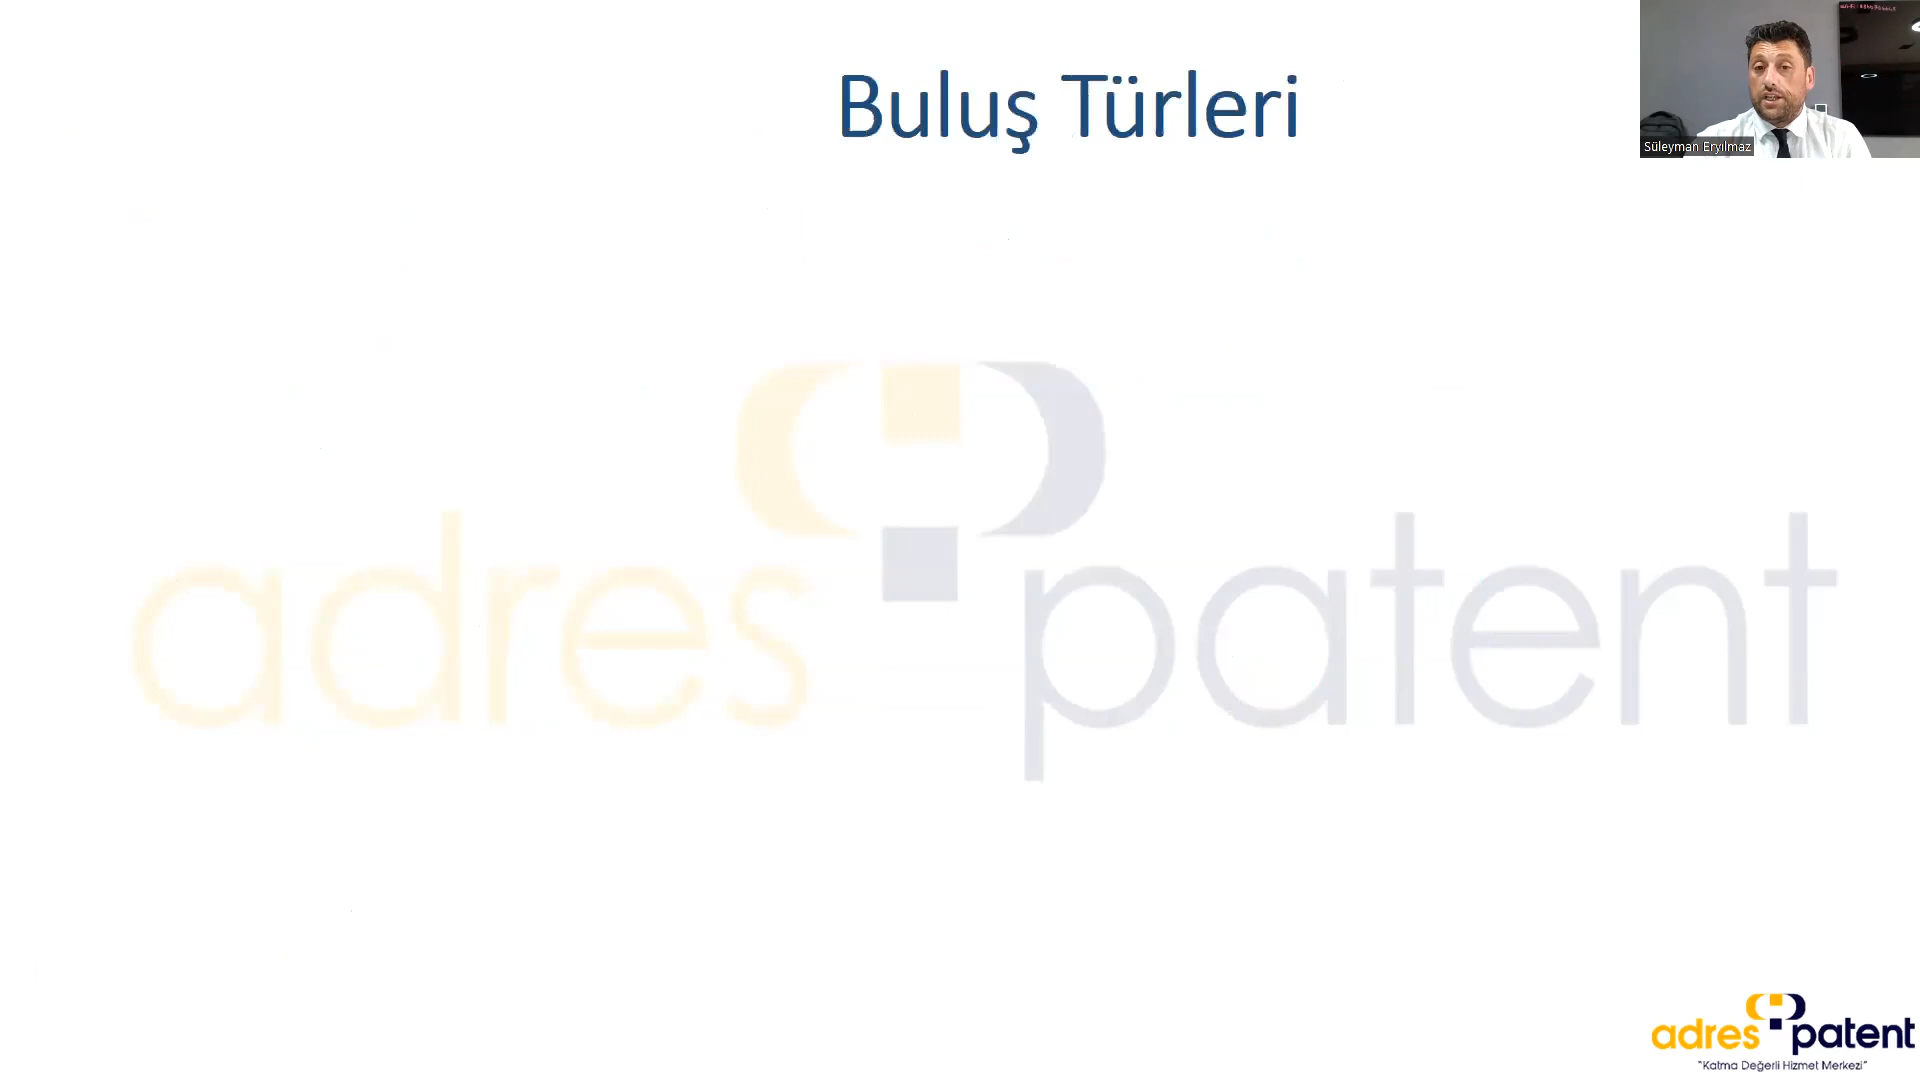 Buluş Türleri
Süleyman Eryılmaz
adres patent
adres patent
"Katma Değerli Hizmet Merkezi"